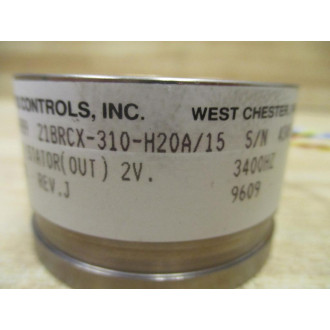 CONTROLS, INC. WEST CHESTER,
21BRCX-310-H20A/15 S/N
STATOR(OUT) 2V. 3400HZ
REV.J 9609